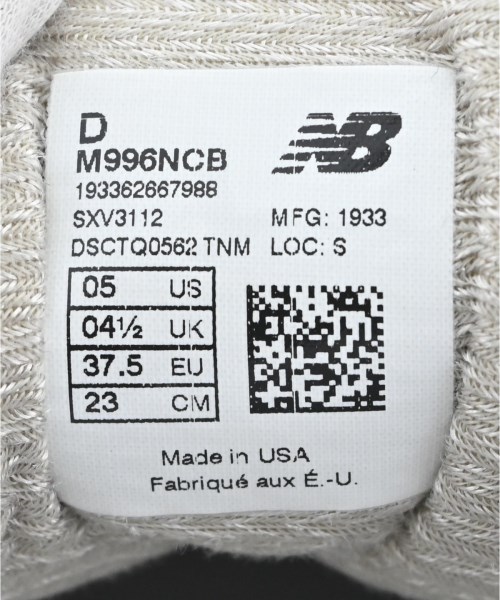 D
M996NCB
NB
193362667988
SXV3112 MFG: 1933
DSCTQ0562 TNM LOC: S
05 US
04½ UK
37.5 EU
23 CM
Made in USA
Fabriqué aux É.-U.